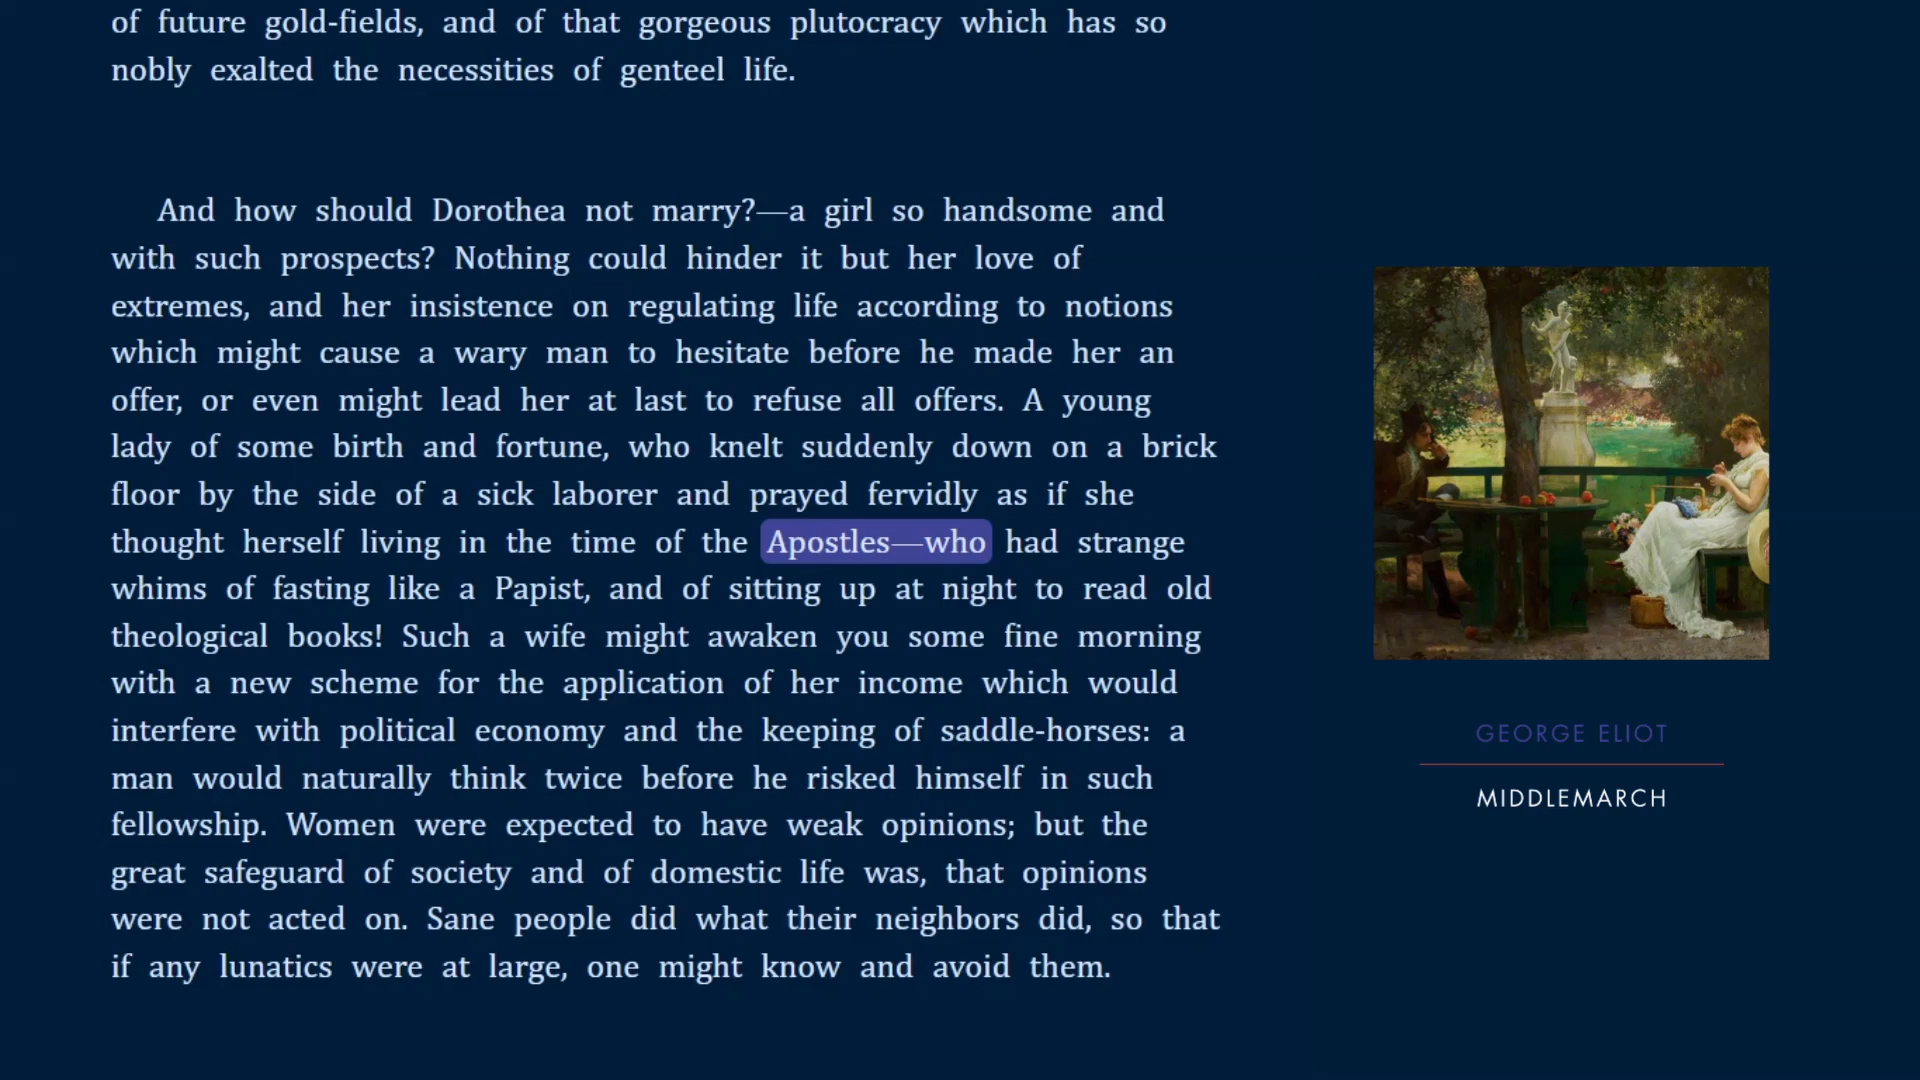 of future gold-fields, and of that gorgeous plutocracy which has so
nobly exalted the necessities of genteel life.
And how should Dorothea not marry?—a girl so handsome and
with such prospects? Nothing could hinder it but her love of
extremes, and her insistence on regulating life according to notions
which might cause a wary man to hesitate before he made her an
offer, or even might lead her at last to refuse all offers. A young
lady of some birth and fortune, who knelt suddenly down on a brick
floor by the side of a sick laborer and prayed fervidly as if she
thought herself living in the time of the Apostles—who had strange
whims of fasting like a Papist, and of sitting up at night to read old
theological books! Such a wife might awaken you some fine morning
with a new scheme for the application of her income which would
interfere with political economy and the keeping of saddle-horses: a
man would naturally think twice before he risked himself in such
fellowship. Women were expected to have weak opinions; but the
great safeguard of society and of domestic life was, that opinions
were not acted on. Sane people did what their neighbors did, so that
if any lunatics were at large, one might know and avoid them.
GEORGE ELIOT
MIDDLEMARCH